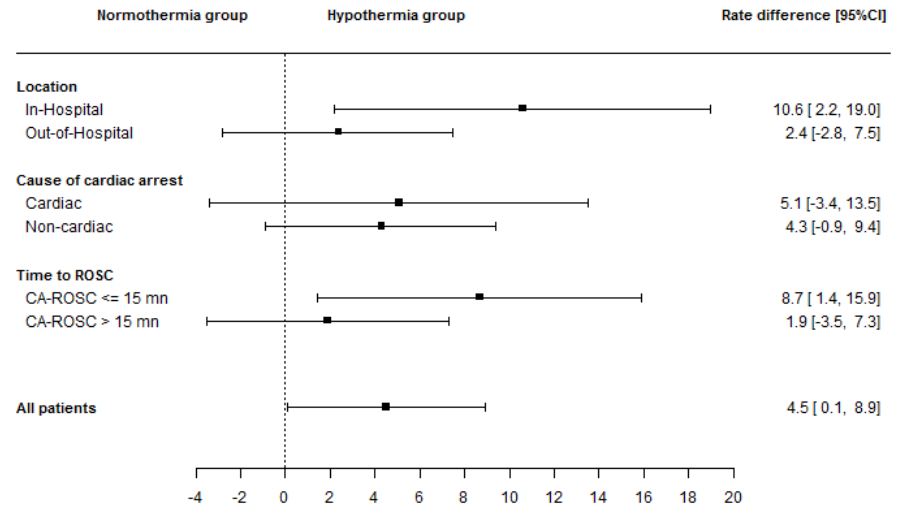 Normothermia group Hypothermia group Rate difference [95%CI]
Location
In-Hospital 10.6 [ 2.2, 19.0]
Out-of-Hospital 2.4 [-2.8, 7.5]
Cause of cardiac arrest
Cardiac 5.1 [-3.4, 13.5]
Non-cardiac 4.3 [-0.9, 9.4]
Time to ROSC
CA-ROSC <= 15 mn 8.7 [ 1.4, 15.9]
CA-ROSC > 15 mn 1.9 [-3.5, 7.3]
All patients 4.5 [ 0.1, 8.9]
-4 -2 0 2 4 6 8 10 12 14 16 18 20